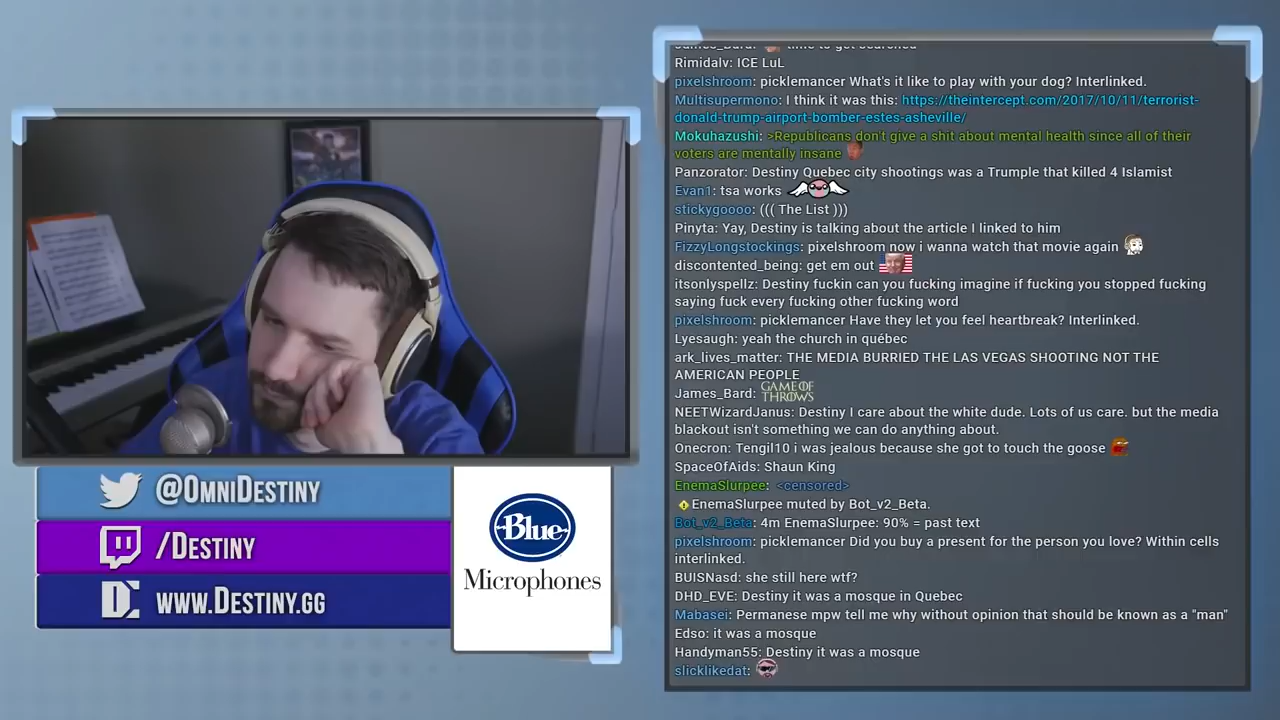 Rimidalv: ICE LuL
pixelshroom: picklemancer What's it like to play with your dog? Interlinked.
Multisupermono: I think it was this: https://theintercept.com/2017/10/11/terrorist-
donald-trump-airport-bomber-estes-asheville/
Mokuhazushi: >Republicans don't give a shit about mental health since all of their
voters are mentally insane
Panzorator: Destiny Quebec city shootings was a Trumple that killed 4 Islamist
Evan1: tsa works
stickygoooo: ((( The List )))
Pinyta: Yay, Destiny is talking about the article I linked to him
FizzyLongstockings: pixelshroom now i wanna watch that movie again
discontented_being: get em out
itsonlyspellz: Destiny fuckin can you fucking imagine if fucking you stopped fucking
saying fuck every fucking other fucking word
pixelshroom: picklemancer Have they let you feel heartbreak? Interlinked.
Lyesaugh: yeah the church in québec
ark_lives_matter: THE MEDIA BURRIED THE LAS VEGAS SHOOTING NOT THE
AMERICAN PEOPLE
James_Bard: GAME OF THROWS
NEETWizardJanus: Destiny I care about the white dude. Lots of us care. but the media
blackout isn't something we can do anything about.
Onecron: Tengil10 i was jealous because she got to touch the goose
SpaceOfAids: Shaun King
EnemaSlurpee: <censored>
EnemaSlurpee muted by Bot_v2_Beta.
Bot_v2_Beta: 4m EnemaSlurpee: 90% = past text
pixelshroom: picklemancer Did you buy a present for the person you love? Within cells
interlinked.
BUISNasd: she still here wtf?
DHD_EVE: Destiny it was a mosque in Quebec
Mabasei: Permanese mpw tell me why without opinion that should be known as a "man"
Edso: it was a mosque
Handyman55: Destiny it was a mosque
slicklikedat:
@OMNIDESTINY
/DESTINY
WWW.DESTINY.GG
Blue
Microphones